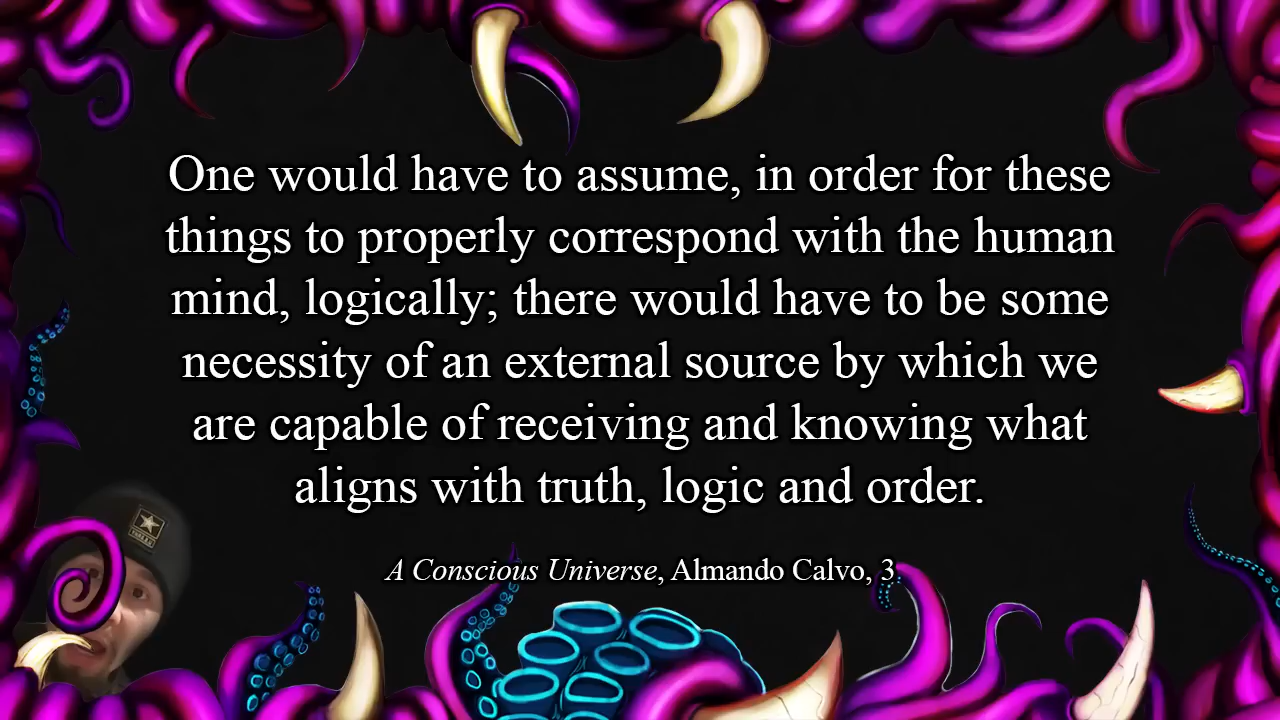 One would have to assume, in order for these
things to properly correspond with the human
mind, logically; there would have to be some
necessity of an external source by which we
are capable of receiving and knowing what
aligns with truth, logic and order.
A Conscious Universe, Almando Calvo, 3